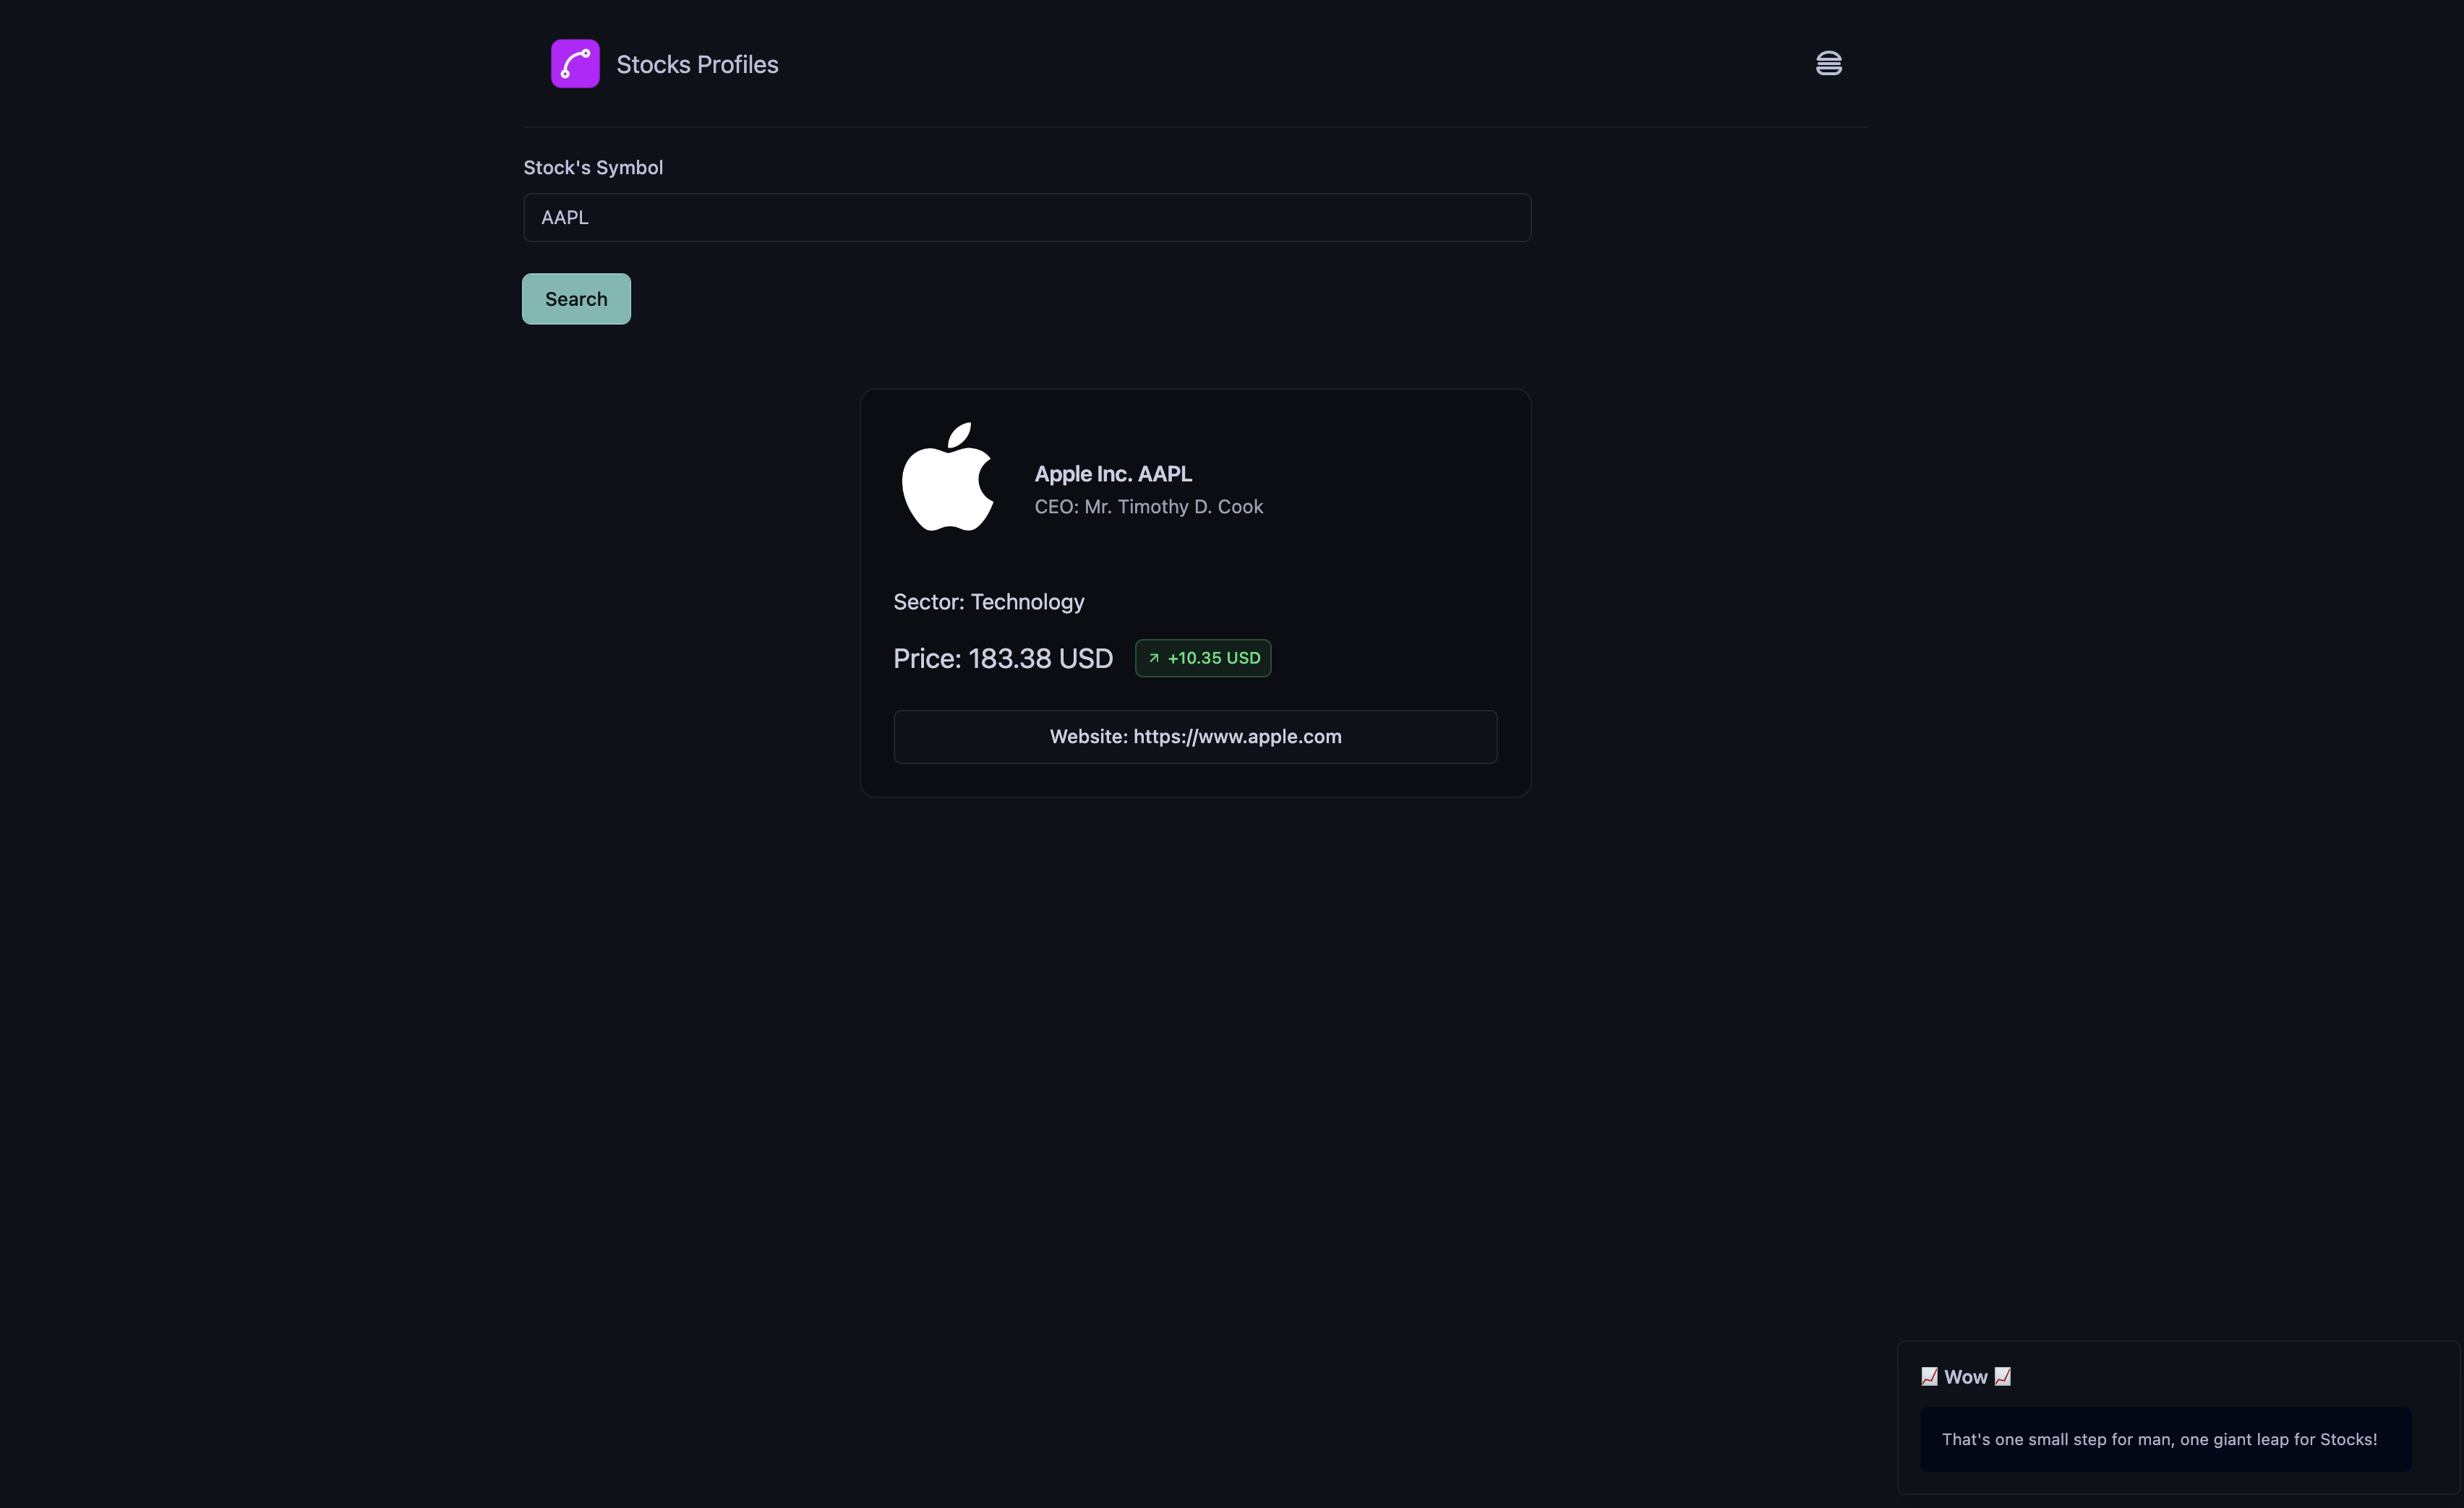 Stocks Profiles
Stock's Symbol
AAPL
Search
Apple Inc. AAPL
CEO: Mr. Timothy D. Cook
Sector: Technology
Price: 183.38 USD
+10.35 USD
Website: https://www.apple.com
📈 Wow 📈
That's one small step for man, one giant leap for Stocks!